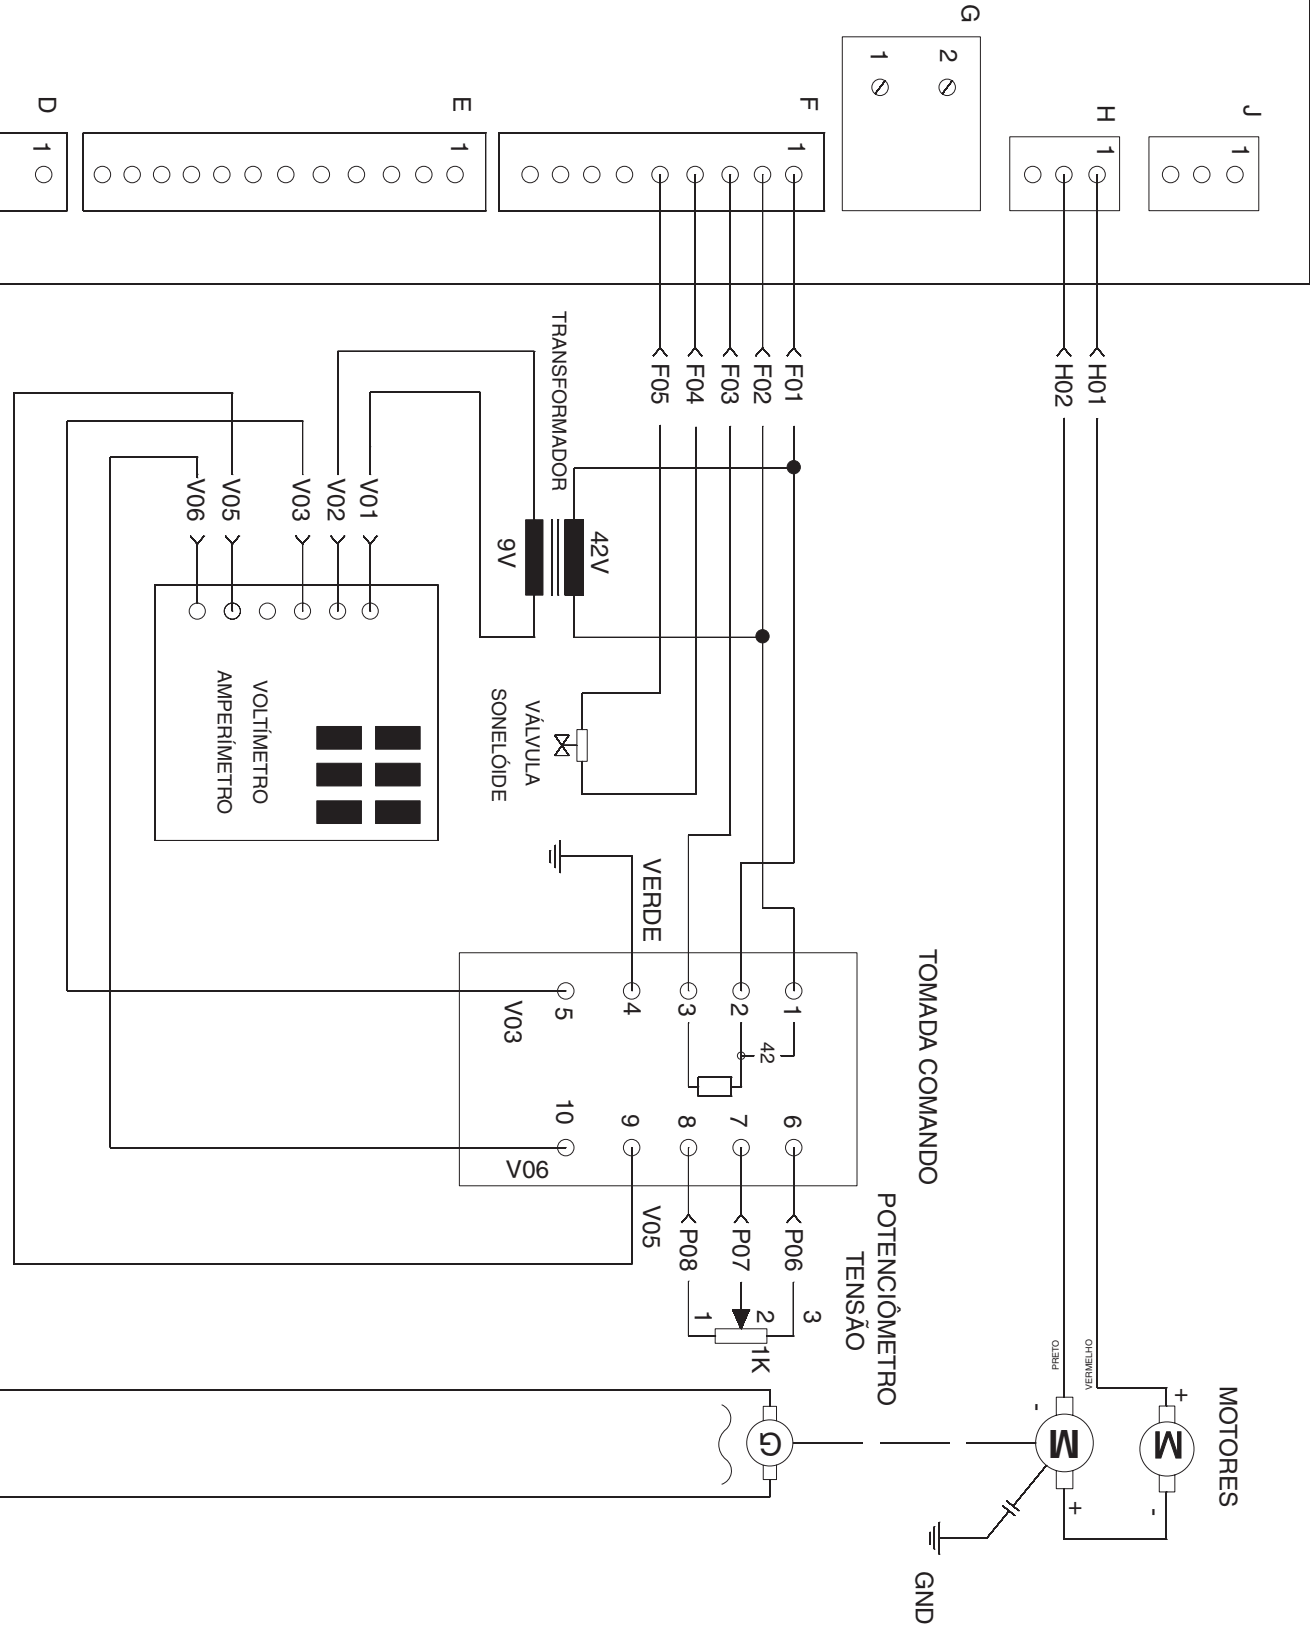 G
J
H
F
E
D
1
2
1
1
1
1
1
H01
H02
F01
F02
F03
F04
F05
TRANSFORMADOR
42V
9V
V01
V02
V03
V05
V06
VOLTÍMETRO
AMPERÍMETRO
VÁLVULA
SONELÓIDE
VERDE
TOMADA COMANDO
1
2
3
4
5
42
V03
6
7
8
9
10
V06
V05
P06
P07
P08
POTENCIÔMETRO
TENSÃO
3
2
1
1K
PRETO
VERMELHO
MOTORES
+
-
M
-
+
M
G
GND